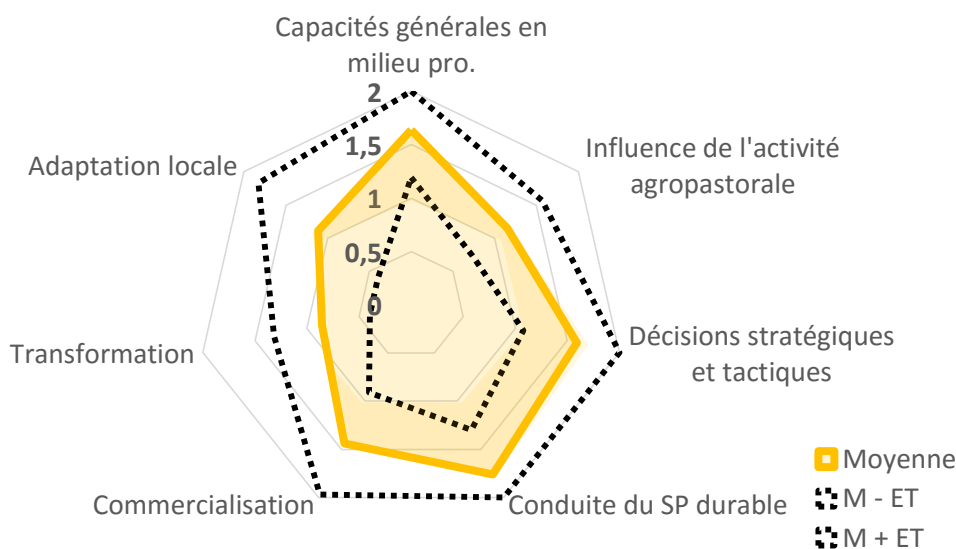 Capacités générales en
milieu pro.
2
1,5
1
0,5
0
Influence de l'activité
agropastorale
Décisions stratégiques
et tactiques
Conduite du SP durable
Commercialisation
Transformation
Adaptation locale
Moyenne
M - ET
M + ET